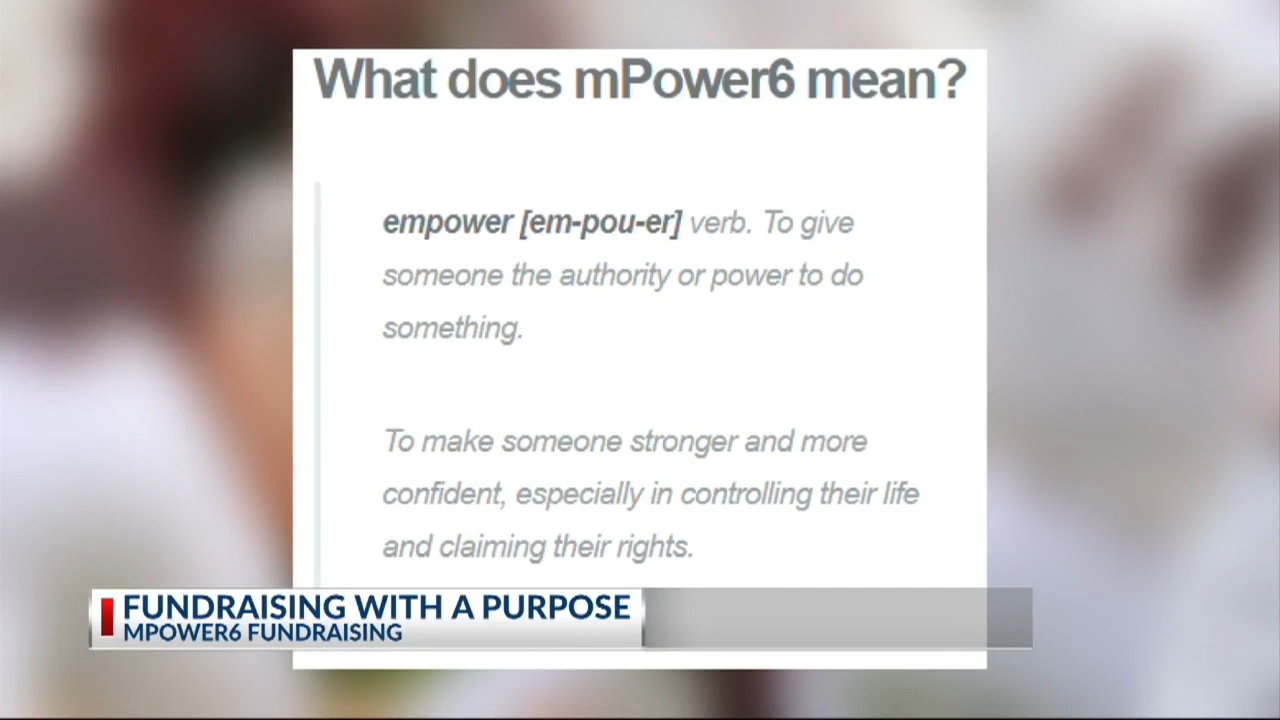 What does mPower6 mean?
empower [em-pou-er] verb. To give
someone the authority or power to do
something.
To make someone stronger and more
confident, especially in controlling their life
and claiming their rights.
FUNDRAISING WITH A PURPOSE
MPOWER6 FUNDRAISING